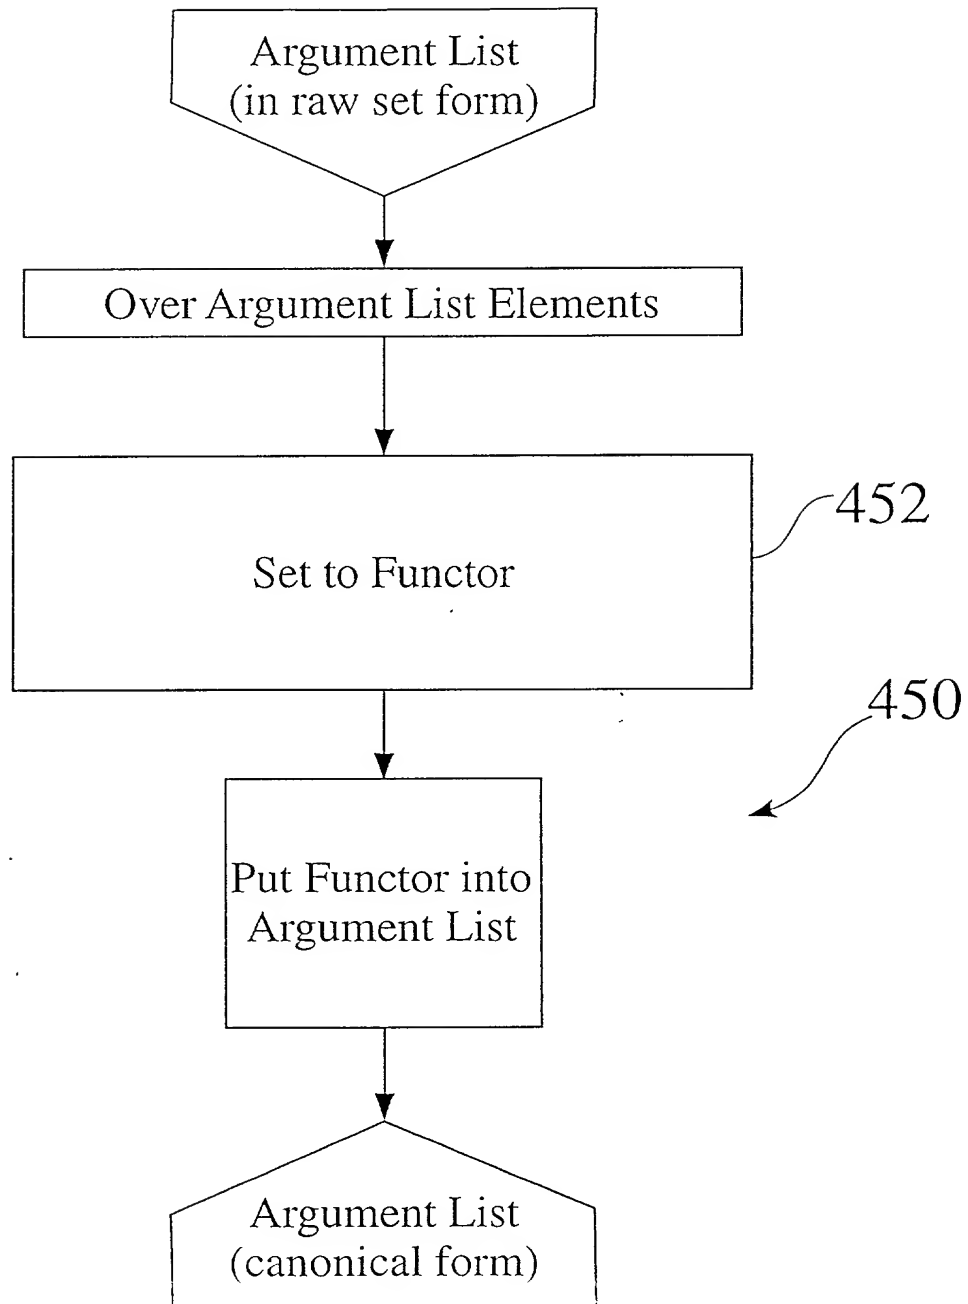 Argument List
(in raw set form)
Over Argument List Elements
452
Set to Functor
450
Put Functor into
Argument List
Argument List
(canonical form)